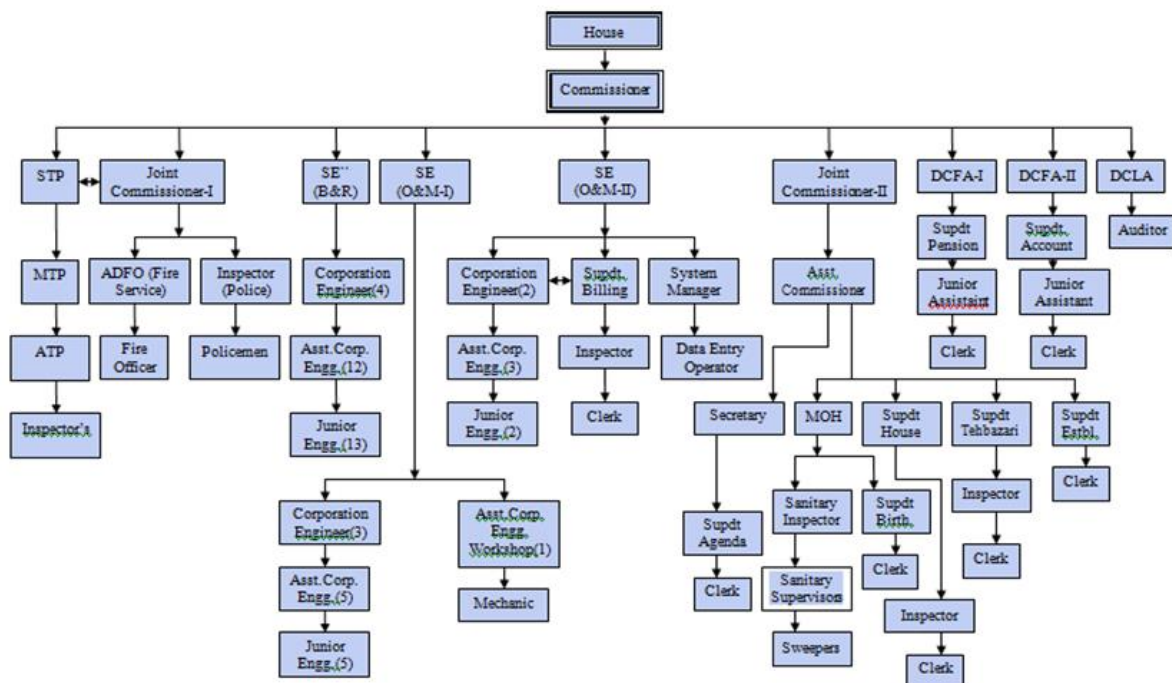 House
Commissioner
STP
Joint
Commissioner-I
SE``
(B&R)
SE
(O&M-I)
SE
(O&M-II)
Joint
Commissioner-II
DCFA-I
DCFA-II
DCLA
Supdt
Pension
Supdt.
Account
Auditor
MTP
ADFO (Fire
Service)
Inspector
(Police)
Corporation
Engineer(4)
Corporation
Engineer(2)
Supdt.
Billing
System
Manager
Asst.
Commissioner
Junior
Assistaint
Junior
Assistant
ATP
Fire
Officer
Policemen
Asst.Corp.
Engg.(12)
Asst.Corp.
Engg.(3)
Inspector
Data Entry
Operator
Clerk
Clerk
Inspector's
Junior
Engg.(13)
Junior
Engg.(2)
Clerk
Secretary
MOH
Supdt
House
Supdt
Tehbazari
Supdt
Estbl.
Clerk
Corporation
Engineer(3)
Asst.Corp.
Engg.
Workshop(1)
Supdt
Agenda
Sanitary
Inspector
Supdt
Birth.
Inspector
Clerk
Asst.Corp.
Engg.(5)
Mechanic
Clerk
Sanitary
Supervisors
Clerk
Inspector
Junior
Engg.(5)
Sweepers
Clerk